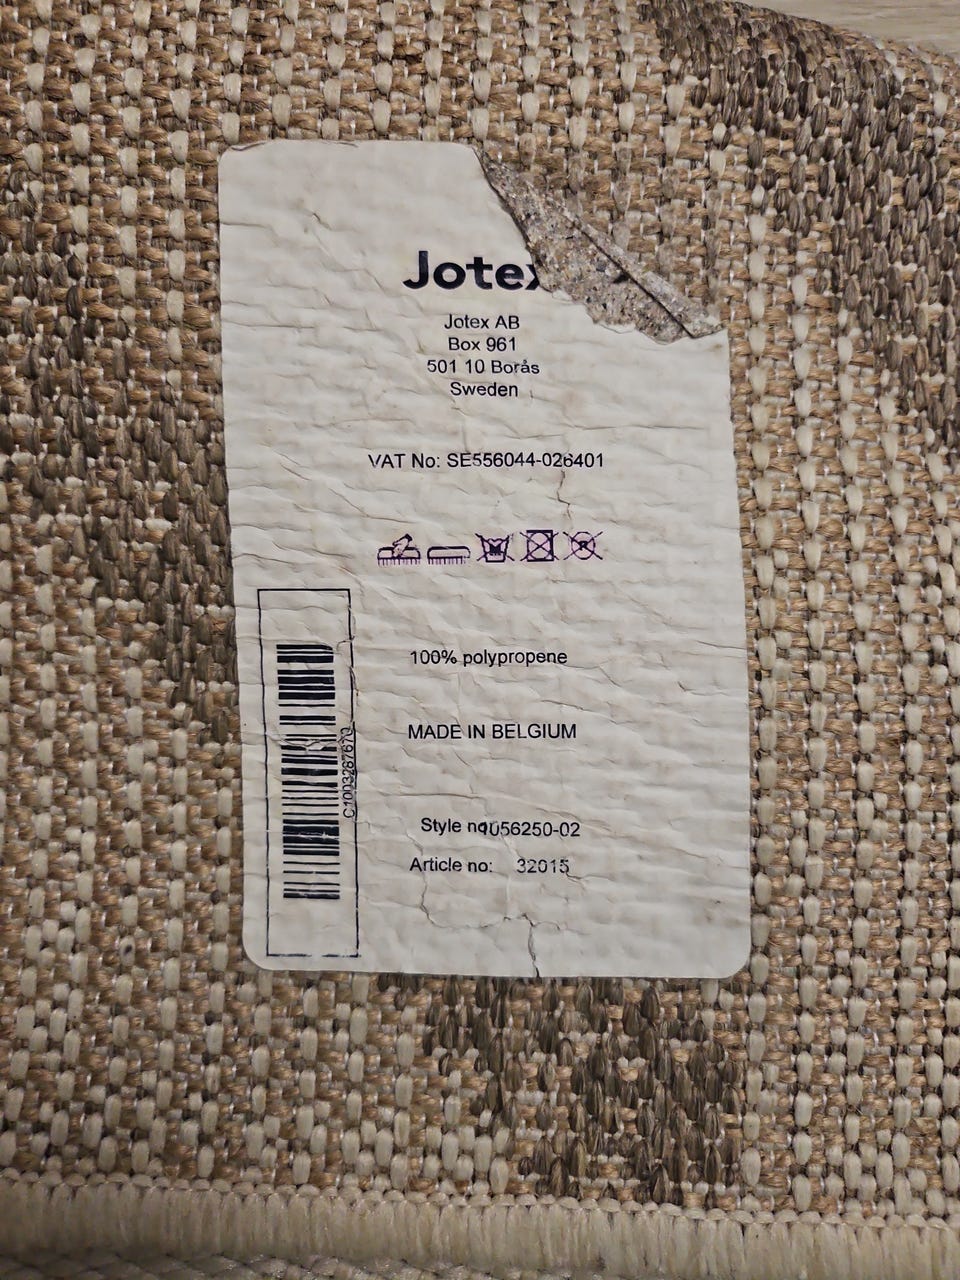 Jotex
Jotex AB
Box 961
501 10 Borås
Sweden
VAT No: SE556044-026401
100% polypropene
MADE IN BELGIUM
C1003287670
Style no: 1056250-02
Article no: 32015